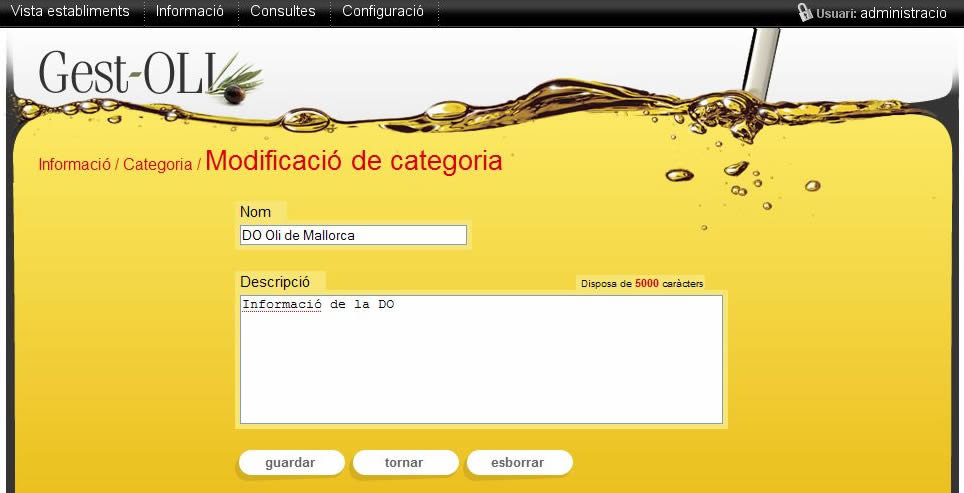 Vista establiments Informació Consultes Configuració Usuari: administracio
Gest-OLI
Informació / Categoria / Modificació de categoria
Nom
DO Oli de Mallorca
Descripció Disposa de 5000 caràcters
Informació de la DO
guardar tornar esborrar